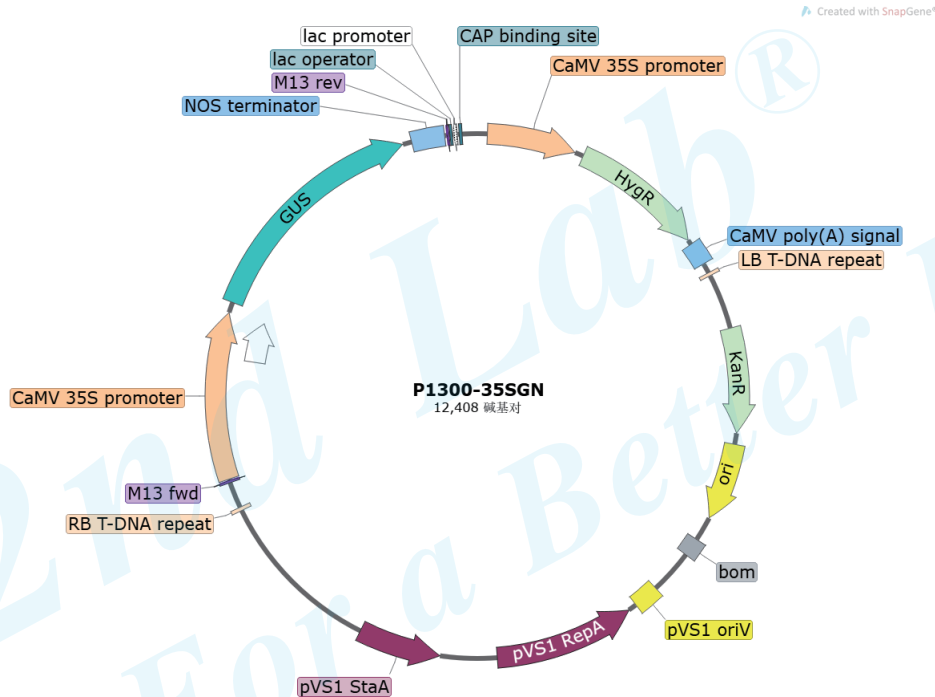 Created with SnapGene®
lac promoter
CAP binding site
lac operator
CaMV 35S promoter
M13 rev
NOS terminator
HygR
GUS
CaMV poly(A) signal
LB T-DNA repeat
KanR
CaMV 35S promoter
P1300-35SGN
12,408 碱基对
ori
M13 fwd
RB T-DNA repeat
bom
pVS1 oriV
pVS1 RepA
pVS1 StaA
2nd Lab®
For a Better